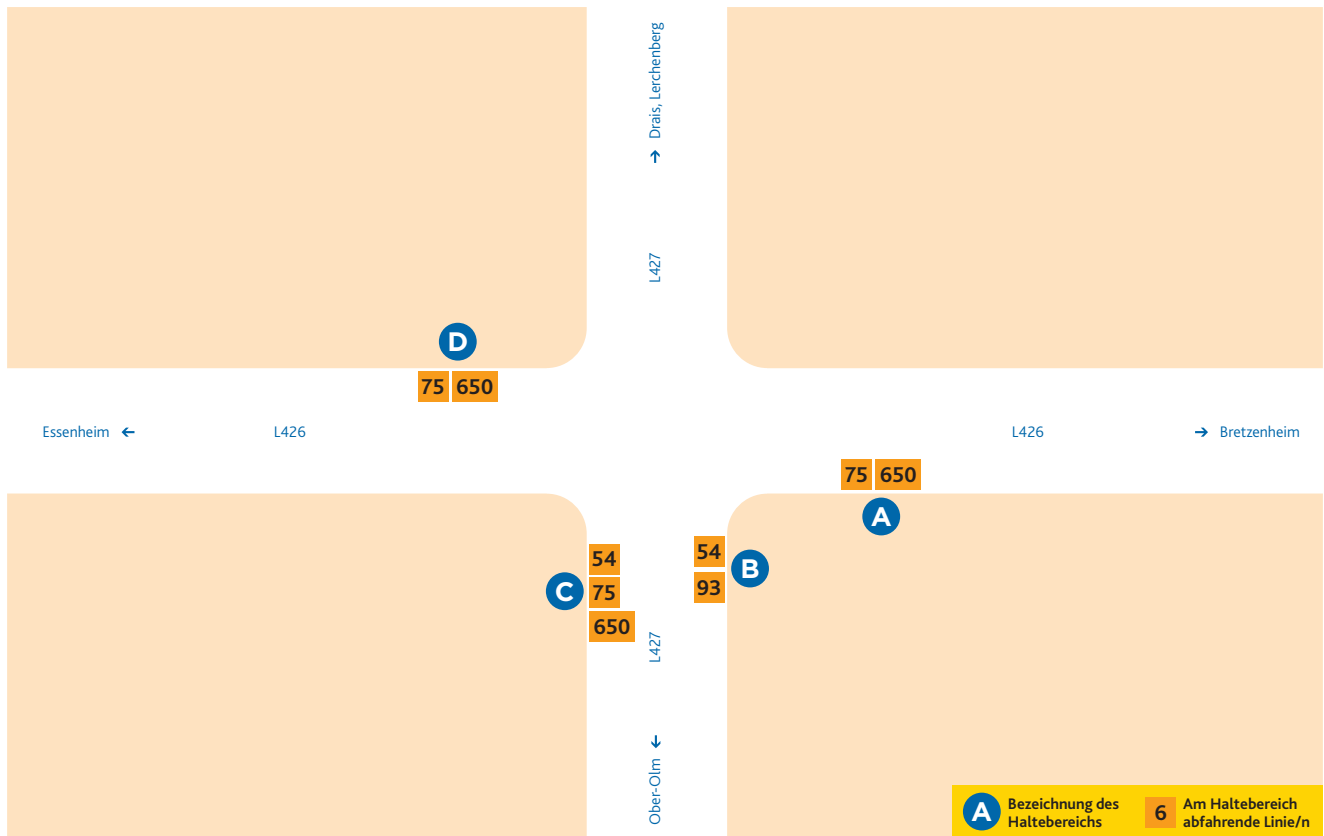 → Drais, Lerchenberg
L427
D
75 650
Essenheim ←
L426
L426
→ Bretzenheim
75 650
A
54
75
650
C
54
93
B
L427
Ober-Olm ←
A Bezeichnung des
Haltebereichs
6 Am Haltebereich
abfahrende Linie/n